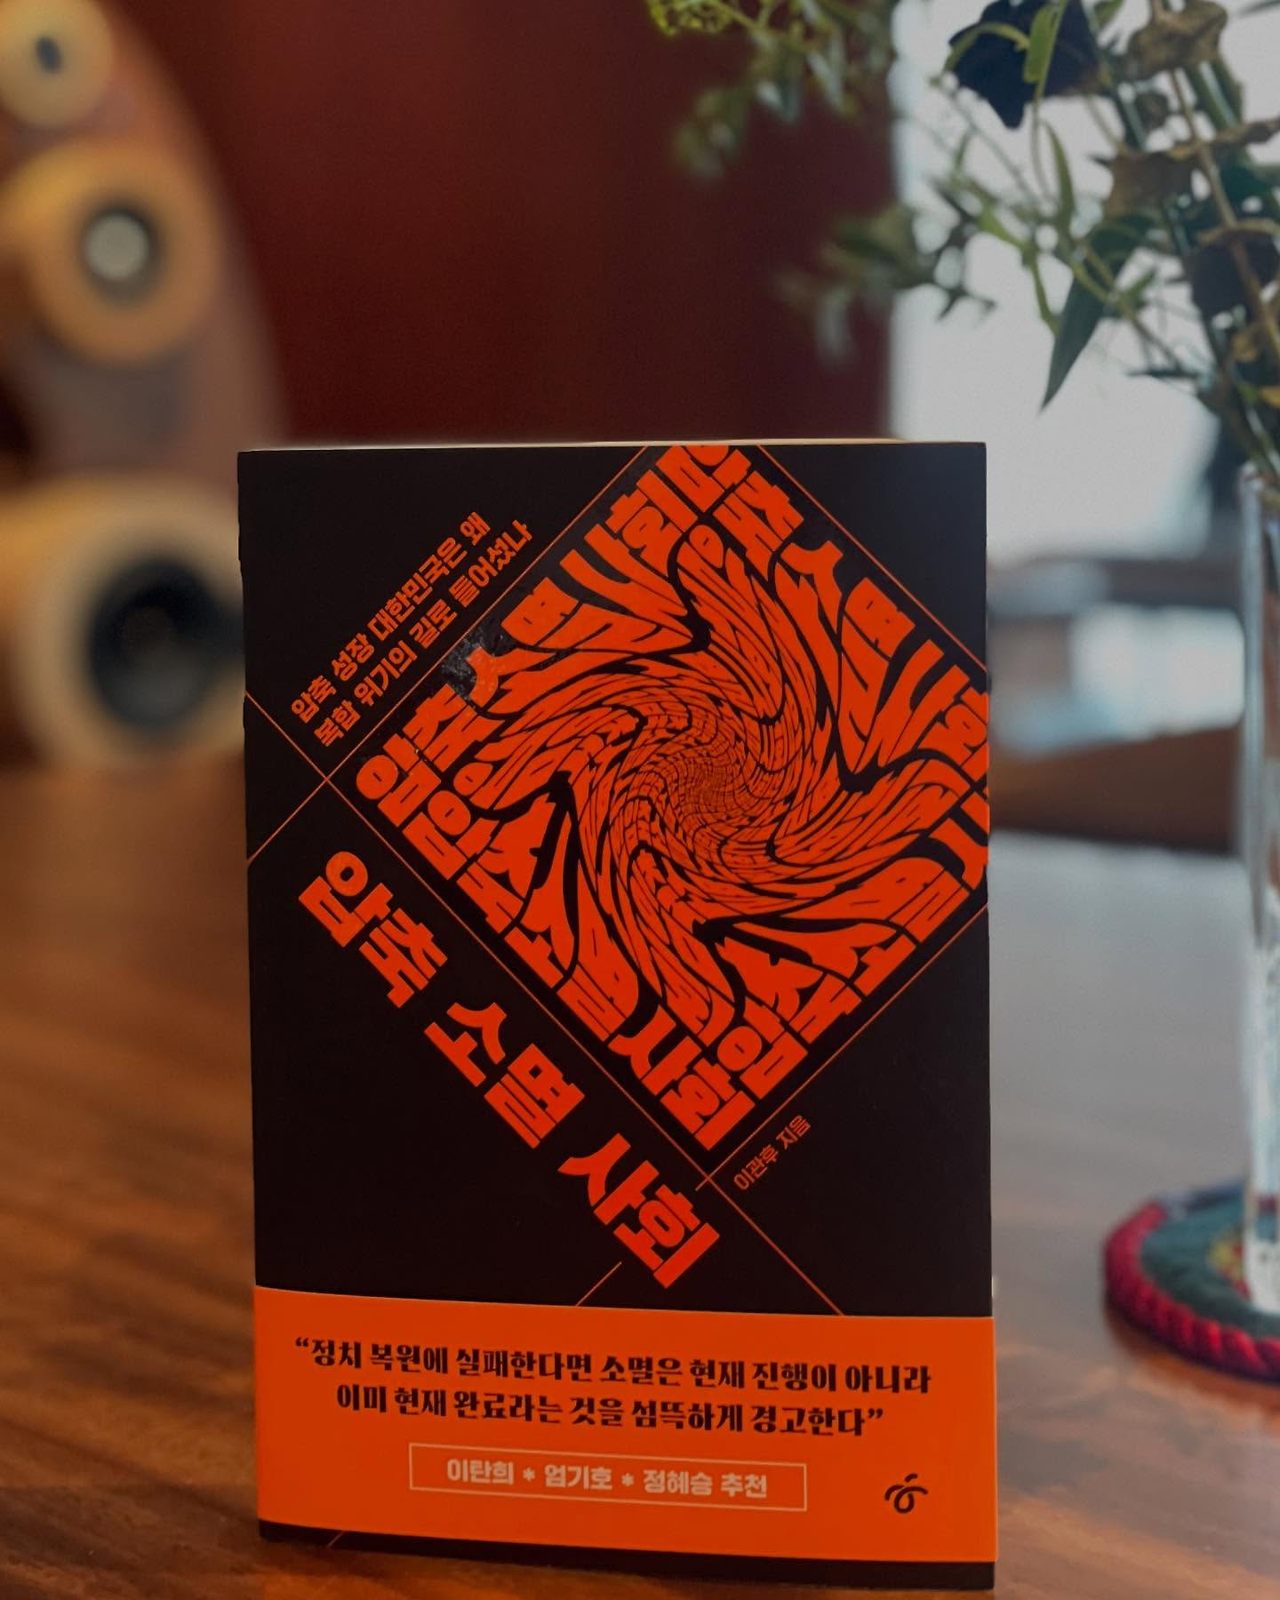 압축 성장 대한민국은 왜
복합 위기의 길로 들어섰나
압축 소멸 사회
이관후 지음
“정치 복원에 실패한다면 소멸은 현재 진행이 아니라
이미 현재 완료라는 것을 섬뜩하게 경고한다”
이탄희 * 엄기호 * 정혜승 추천